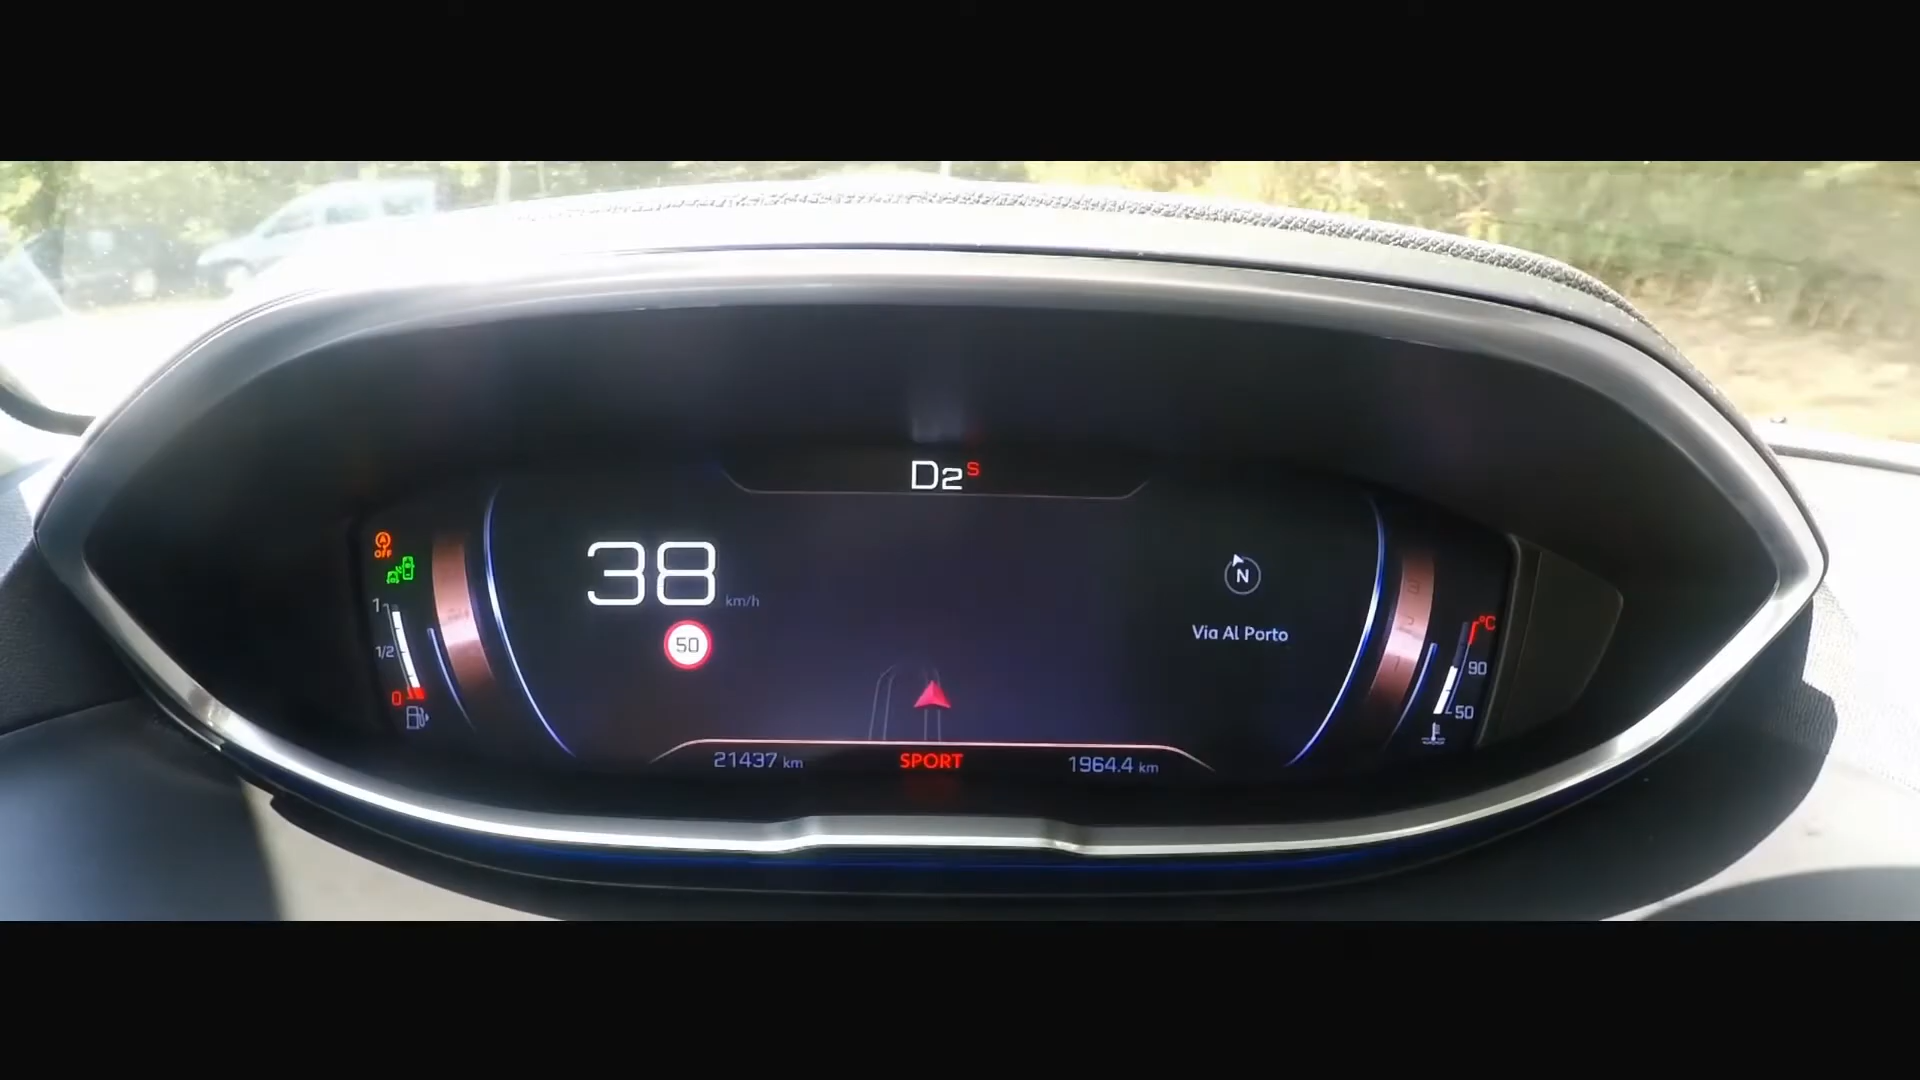 D2S
A
OFF
38 km/h
N
1
50
°C
Via Al Porto
1/2
90
0
50
21437 km
SPORT
1964.4 km